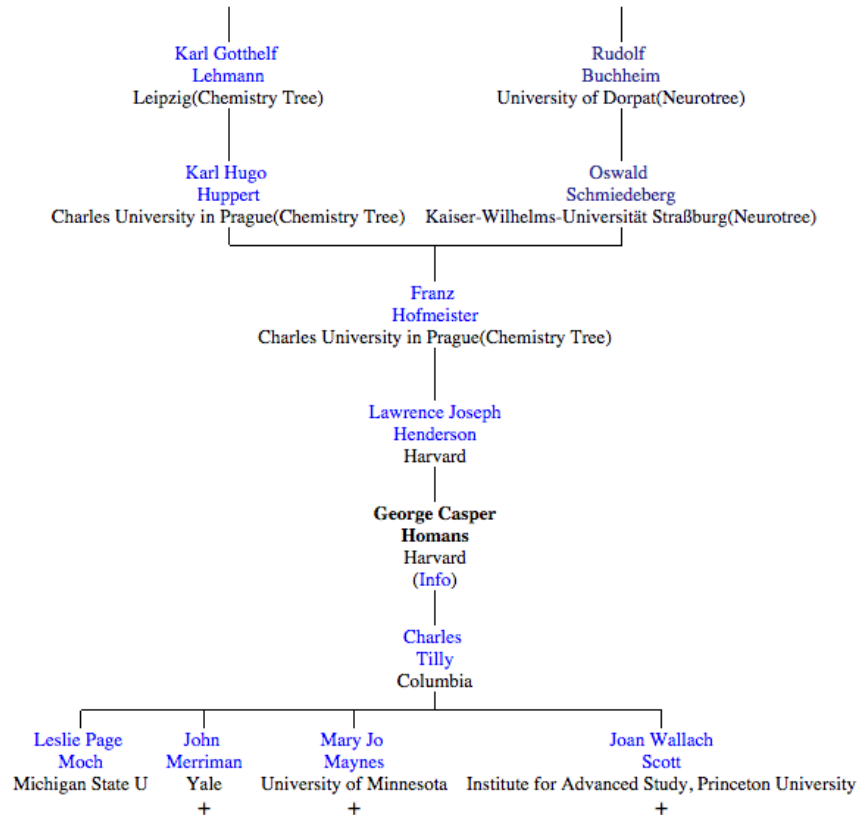 Karl Gotthelf
Lehmann
Leipzig(Chemistry Tree)
Rudolf
Buchheim
University of Dorpat(Neurotree)
Karl Hugo
Huppert
Charles University in Prague(Chemistry Tree)
Oswald
Schmiedeberg
Kaiser-Wilhelms-Universität Straßburg(Neurotree)
Franz
Hofmeister
Charles University in Prague(Chemistry Tree)
Lawrence Joseph
Henderson
Harvard
George Casper
Homans
Harvard
(Info)
Charles
Tilly
Columbia
Leslie Page
Moch
Michigan State U
John
Merriman
Yale
+
Mary Jo
Maynes
University of Minnesota
+
Joan Wallach
Scott
Institute for Advanced Study, Princeton University
+